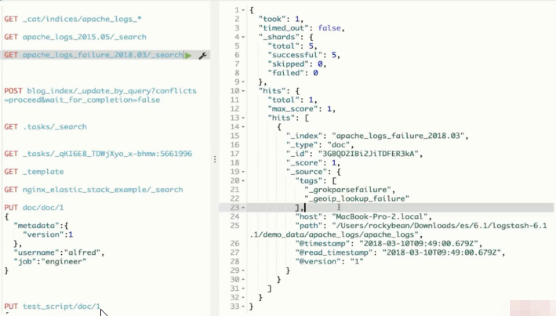 GET _cat/indices/apache_logs_*
GET apache_logs_2015.05/_search
GET apache_logs_failure_2018.03/_search
POST blog_index/_update_by_query?conflicts
=proceed&wait_for_completion=false
GET .tasks/_search
GET _tasks/_qKI6E8_TDWjXyo_x-bhmw:5661996
GET _template
GET nginx_elastic_stack_example/_search
PUT doc/doc/1
{
"metadata":{
"version":1
},
"username":"alfred",
"job":"engineer"
}
PUT test_script/doc/1
1 {
2 "took": 1,
3 "timed_out": false,
4 "_shards": {
5 "total": 5,
6 "successful": 5,
7 "skipped": 0,
8 "failed": 0
9 },
10 "hits": {
11 "total": 1,
12 "max_score": 1,
13 "hits": [
14 {
15 "_index": "apache_logs_failure_2018.03",
16 "_type": "doc",
17 "_id": "3GBQDZIBi2JiTDFER3kA",
18 "_score": 1,
19 "_source": {
20 "tags": [
21 "_grokparsefailure",
22 "_geoip_lookup_failure"
23 ],
24 "host": "MacBook-Pro-2.local",
25 "path": "/Users/rockybean/Downloads/es/6.1/logstash-6.1
.1/demo_data/apache_logs/apache_logs",
26 "@timestamp": "2018-03-10T09:49:00.679Z",
27 "@read_timestamp": "2018-03-10T09:49:00.679Z",
28 "@version": "1"
29 }
30 }
31 ]
32 }
33 }